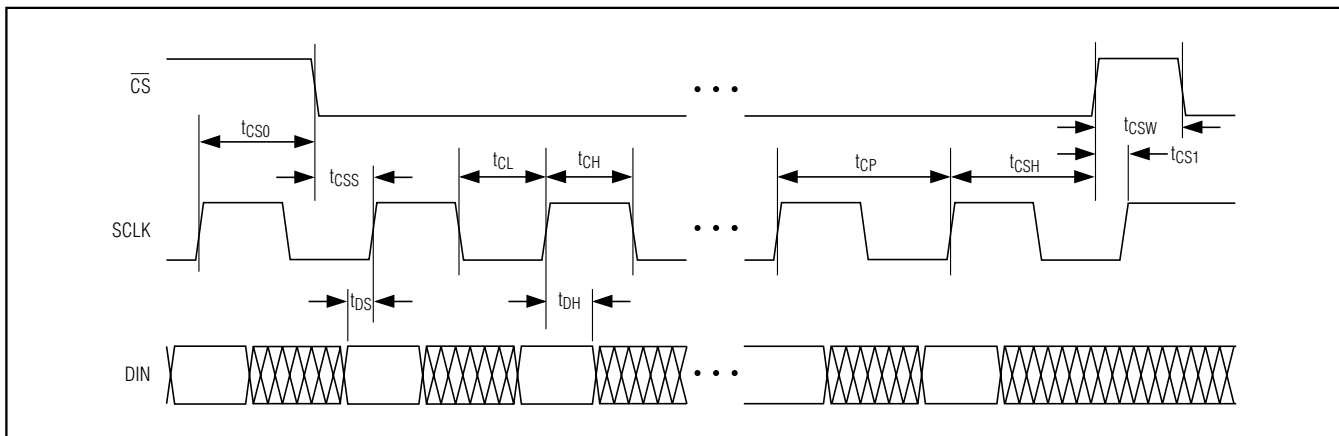 CS
tCS0
tCSW
tCS1
tCSS
tCL
tCH
tCP
tCSH
SCLK
tDS
tDH
DIN